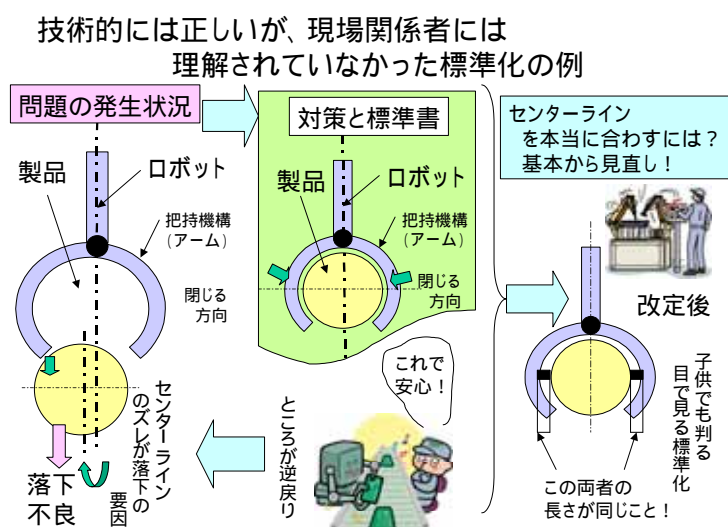 技術的には正しいが、現場関係者には
理解されていなかった標準化の例
問題の発生状況
製品
ロボット
把持機構
(アーム)
閉じる
方向
センターライン
のズレが落下の
要因
落下
不良
対策と標準書
製品
ロボット
把持機構
(アーム)
閉じる
方向
これで
安心！
ところが逆戻り
センターライン
を本当に合わすには？
基本から見直し！
改定後
子供でも判る
目で見る標準化
この両者の
長さが同じこと！